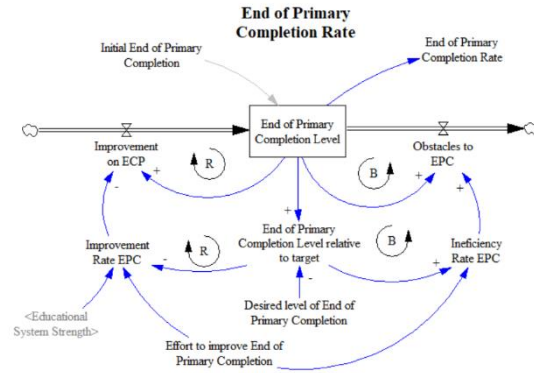 End of Primary
Completion Rate
Initial End of Primary
Completion
End of Primary
Completion Rate
End of Primary
Completion Level
Improvement
on ECP
Obstacles to
EPC
R
B
-
+
+
+
+
End of Primary
Completion Level relative
to target
R
B
Improvement
Rate EPC
Ineficiency
Rate EPC
-
+
-
Desired level of End of
Primary Completion
<Educational
System Strength>
Effort to improve End of
Primary Completion